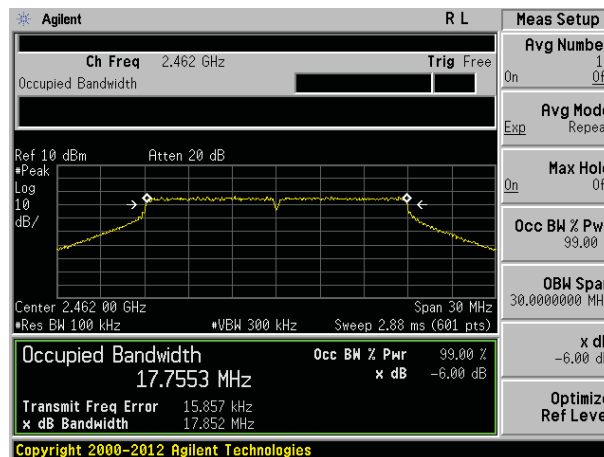 Agilent R L Meas Setup
Ch Freq 2.462 GHz Trig Free
Occupied Bandwidth
Ref 10 dBm Atten 20 dB
#Peak
Log
10
dB/
Center 2.462 00 GHz Span 30 MHz
#Res BW 100 kHz #VBW 300 kHz Sweep 2.88 ms (601 pts)
Occupied Bandwidth Occ BW % Pwr 99.00 %
17.7553 MHz x dB -6.00 dB
Transmit Freq Error 15.857 kHz
x dB Bandwidth 17.852 MHz
Copyright 2000-2012 Agilent Technologies
Avg Numbe
1
On Of
Avg Mod
Exp Repea
Max Hol
On Of
Occ BW % Pw
99.00
OBW Spa
30.0000000 MH
x d
-6.00 d
Optimiz
Ref Leve